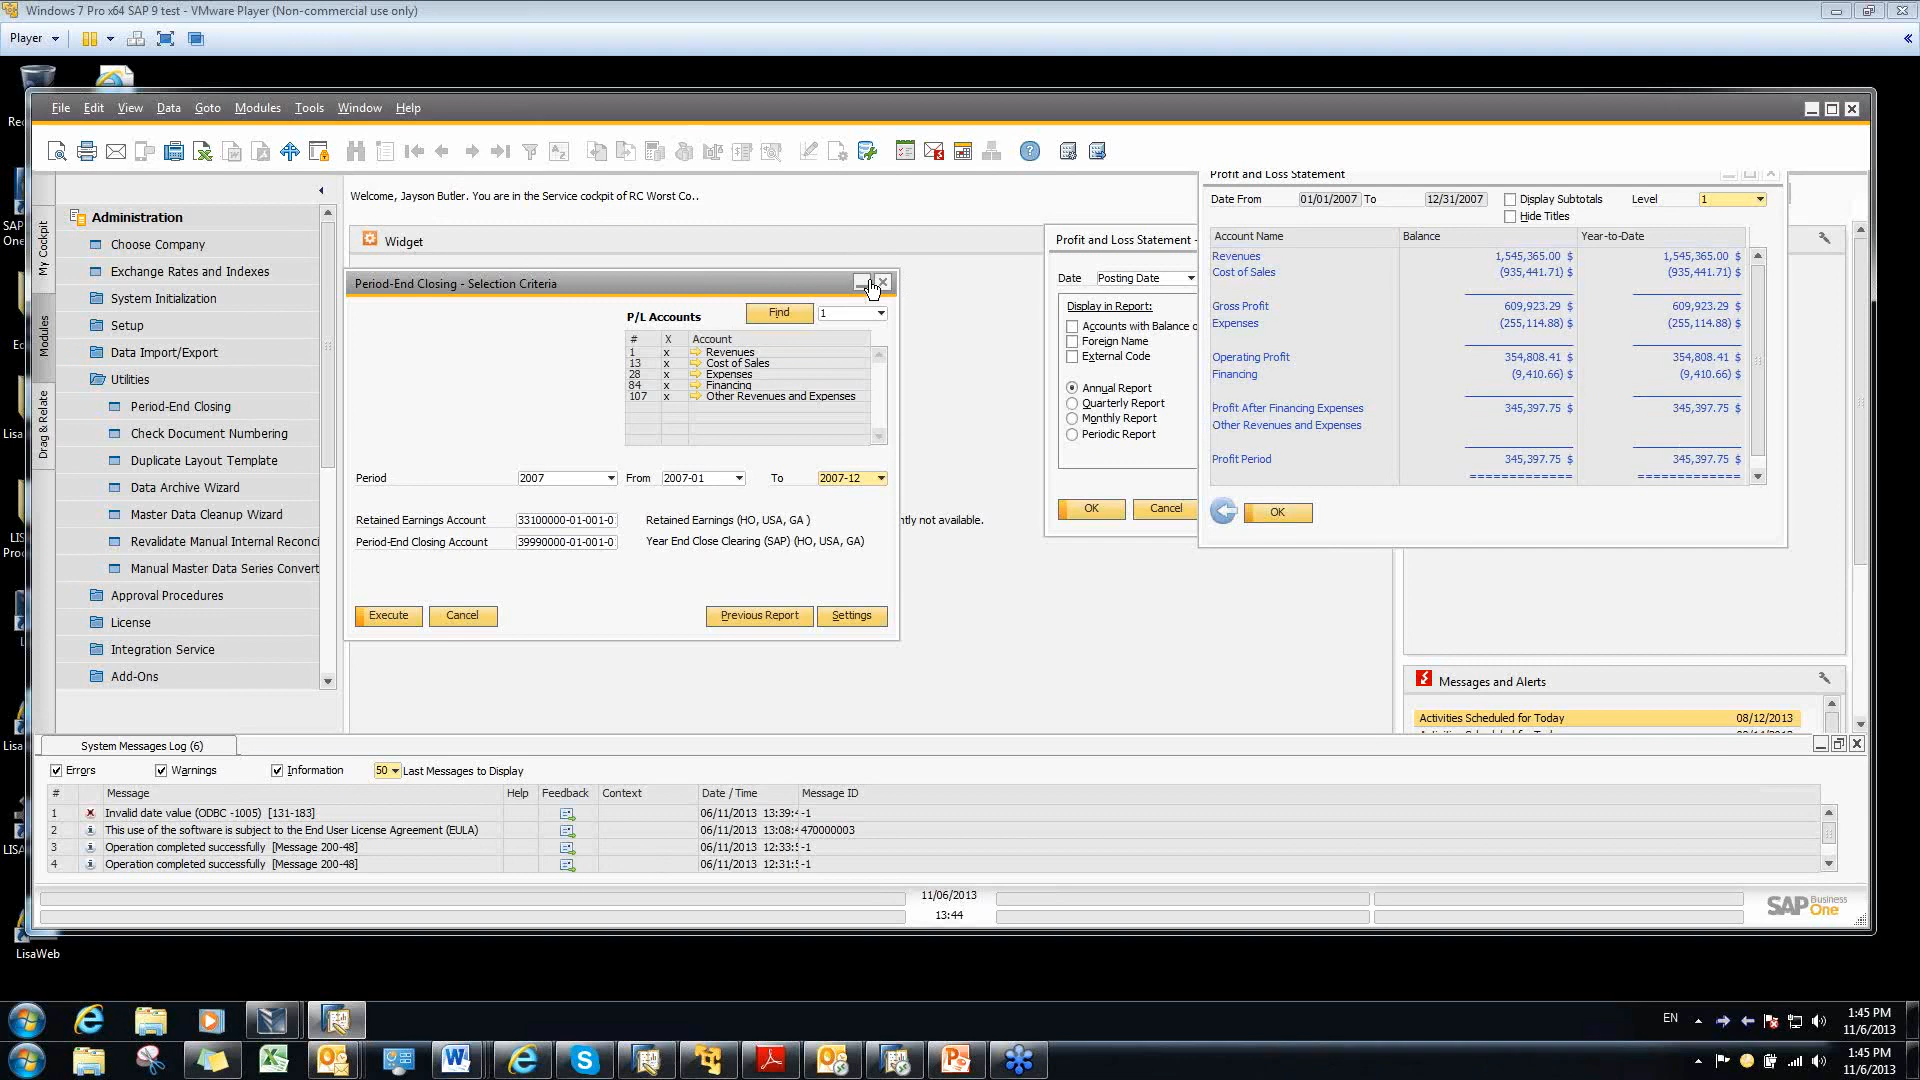 Windows 7 Pro x64 SAP 9 test - VMware Player (Non-commercial use only)
Player
File Edit View Data Goto Modules Tools Window Help
Welcome, Jayson Butler. You are in the Service cockpit of RC Worst Co..
Widget
My Cockpit
Modules
Drag & Relate
Administration
Choose Company
Exchange Rates and Indexes
System Initialization
Setup
Data Import/Export
Utilities
Period-End Closing
Check Document Numbering
Duplicate Layout Template
Data Archive Wizard
Master Data Cleanup Wizard
Revalidate Manual Internal Reconci
Manual Master Data Series Convert
Approval Procedures
License
Integration Service
Add-Ons
Period-End Closing - Selection Criteria
P/L Accounts Find 1
# X Account
1 x Revenues
13 x Cost of Sales
28 x Expenses
84 x Financing
107 x Other Revenues and Expenses
Period 2007 From 2007-01 To 2007-12
Retained Earnings Account 33100000-01-001-0 Retained Earnings (HO, USA, GA )
Period-End Closing Account 39990000-01-001-0 Year End Close Clearing (SAP) (HO, USA, GA)
Execute Cancel Previous Report Settings
ntly not available.
Profit and Loss Statement -
Date Posting Date
Display in Report:
Accounts with Balance o
Foreign Name
External Code
Annual Report
Quarterly Report
Monthly Report
Periodic Report
OK Cancel
Profit and Loss Statement
Date From 01/01/2007 To 12/31/2007 Display Subtotals Level 1
Hide Titles
Account Name Balance Year-to-Date
Revenues 1,545,365.00 $ 1,545,365.00 $
Cost of Sales (935,441.71) $ (935,441.71) $
Gross Profit 609,923.29 $ 609,923.29 $
Expenses (255,114.88) $ (255,114.88) $
Operating Profit 354,808.41 $ 354,808.41 $
Financing (9,410.66) $ (9,410.66) $
Profit After Financing Expenses 345,397.75 $ 345,397.75 $
Other Revenues and Expenses
Profit Period 345,397.75 $ 345,397.75 $
OK
Messages and Alerts
Activities Scheduled for Today 08/12/2013
System Messages Log (6)
Errors Warnings Information 50 Last Messages to Display
# Message Help Feedback Context Date / Time Message ID
1 Invalid date value (ODBC -1005) [131-183] 06/11/2013 13:39: -1
2 This use of the software is subject to the End User License Agreement (EULA) 06/11/2013 13:08: 470000003
3 Operation completed successfully [Message 200-48] 06/11/2013 12:33: -1
4 Operation completed successfully [Message 200-48] 06/11/2013 12:31: -1
11/06/2013
13:44
SAP Business One
LisaWeb
EN 1:45 PM
11/6/2013
1:45 PM
11/6/2013